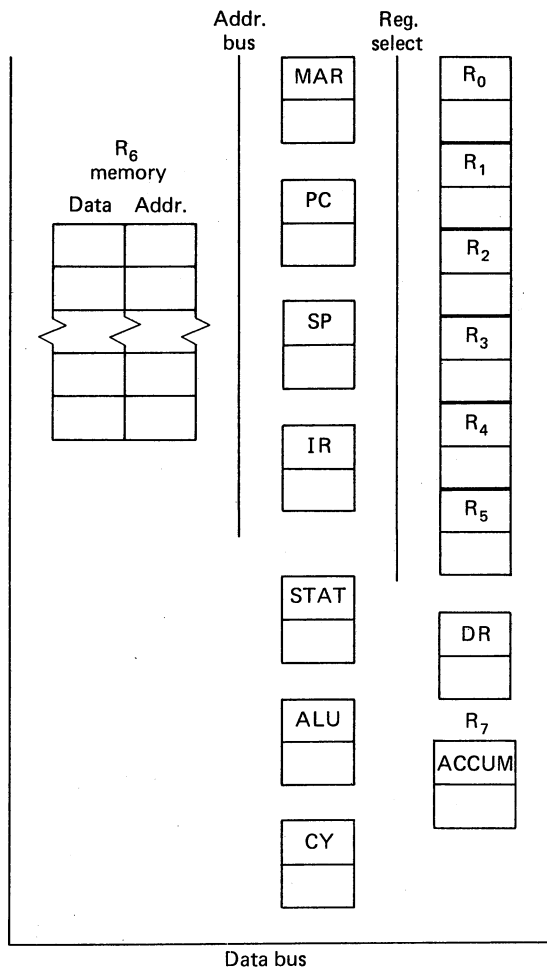 Addr.
bus
Reg.
select
MAR
R0
R6
memory
Data Addr.
R1
PC
R2
SP
R3
IR
R4
R5
STAT
DR
ALU
R7
ACCUM
CY
Data bus